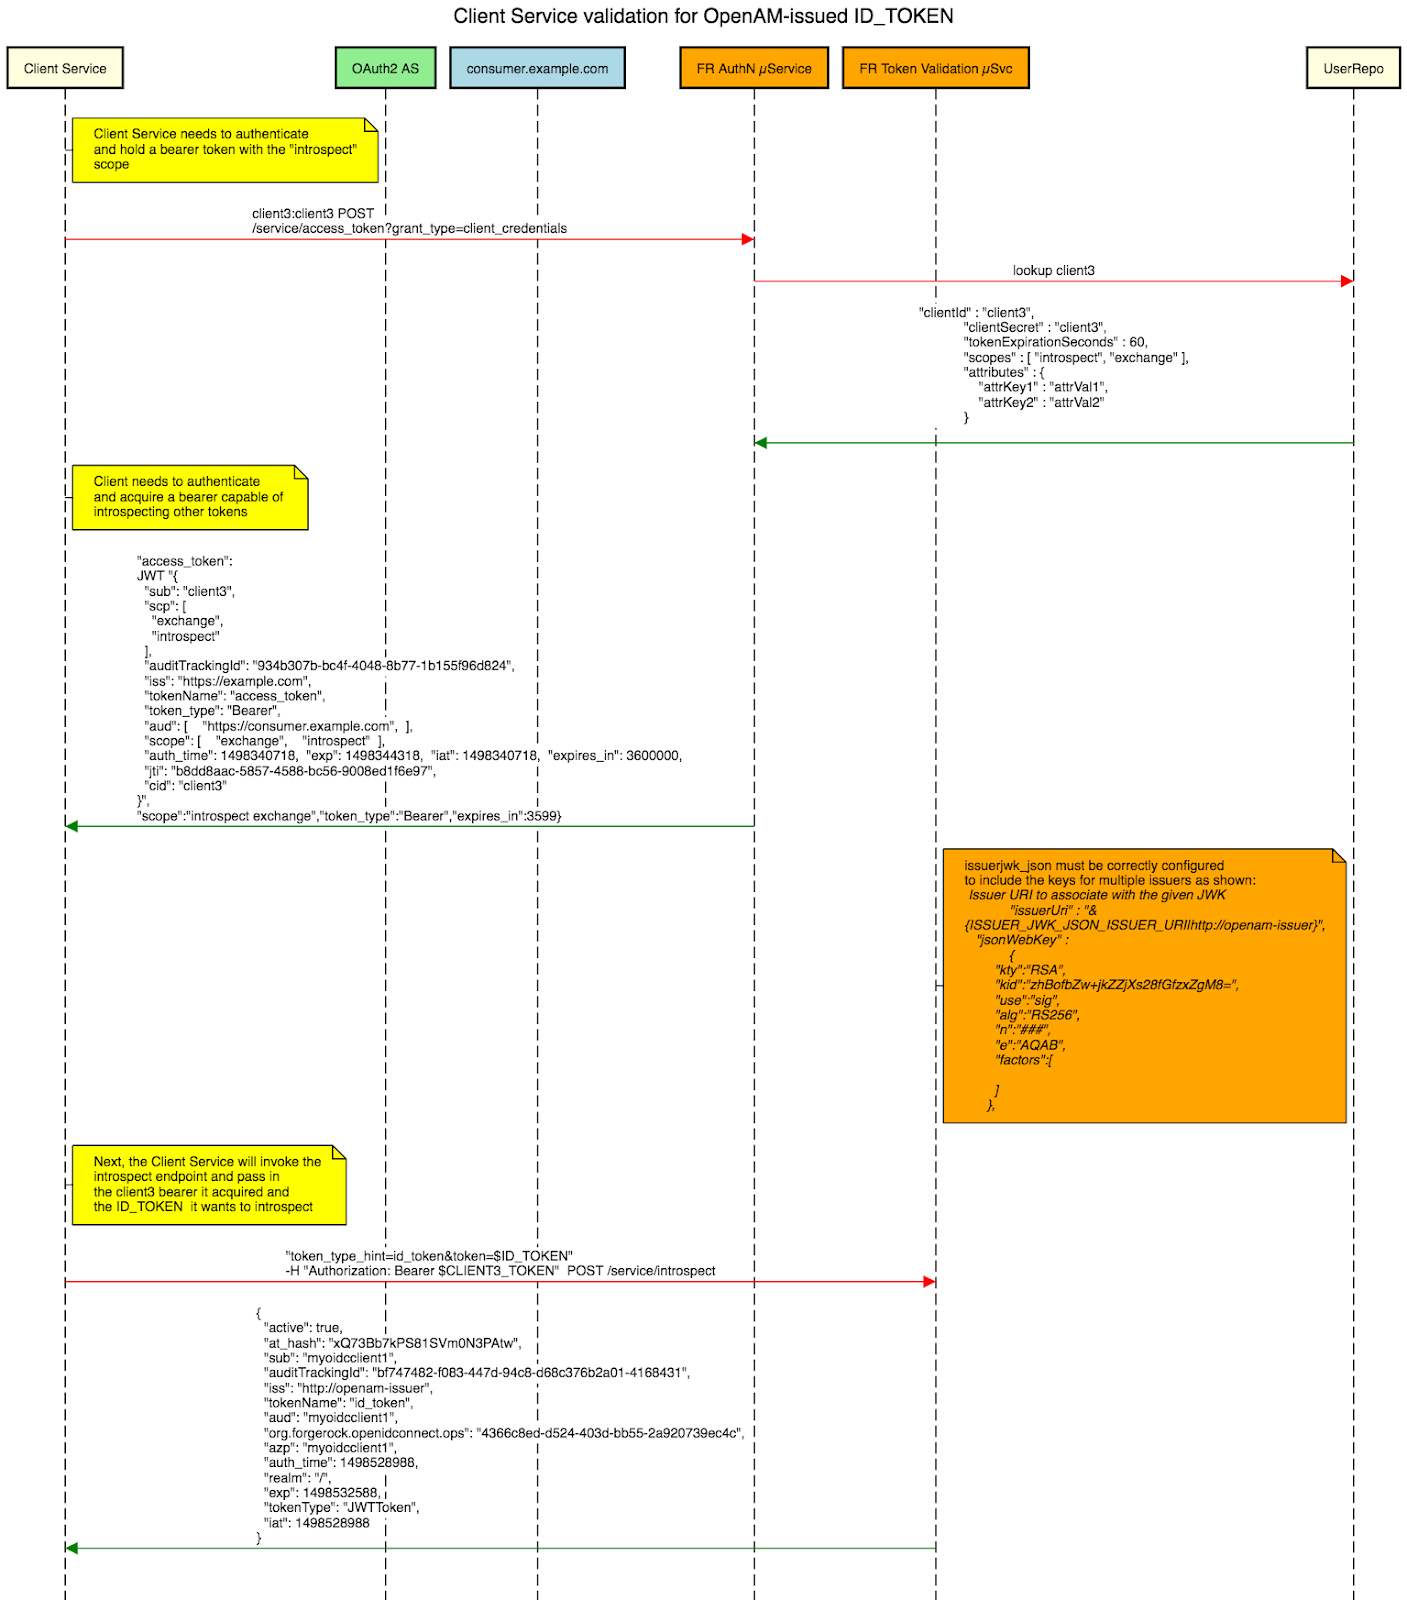 Client Service validation for OpenAM-issued ID_TOKEN
Client Service
OAuth2 AS
consumer.example.com
FR AuthN µService
FR Token Validation µSvc
UserRepo
Client Service needs to authenticate
and hold a bearer token with the "introspect"
scope
client3:client3 POST
/service/access_token?grant_type=client_credentials
lookup client3
"clientId" : "client3",
"clientSecret" : "client3",
"tokenExpirationSeconds" : 60,
"scopes" : [ "introspect", "exchange" ],
"attributes" : {
"attrKey1" : "attrVal1",
"attrKey2" : "attrVal2"
}
Client needs to authenticate
and acquire a bearer capable of
introspecting other tokens
"access_token":
JWT "{
"sub": "client3",
"scp": [
"exchange",
"introspect"
],
"auditTrackingId": "934b307b-bc4f-4048-8b77-1b155f96d824",
"iss": "https://example.com",
"tokenName": "access_token",
"token_type": "Bearer",
"aud": [    "https://consumer.example.com",  ],
"scope": [    "exchange",    "introspect"  ],
"auth_time": 1498340718,  "exp": 1498344318,  "iat": 1498340718,  "expires_in": 3600000,
"jti": "b8dd8aac-5857-4588-bc56-9008ed1f6e97",
"cid": "client3"
}",
"scope":"introspect exchange","token_type":"Bearer","expires_in":3599}
issuerjwk_json must be correctly configured
to include the keys for multiple issuers as shown:
Issuer URI to associate with the given JWK
"issuerUri" : "&
{ISSUER_JWK_JSON_ISSUER_URI|http://openam-issuer}",
"jsonWebKey" :
{
"kty":"RSA",
"kid":"zhBofbZw+jkZZjXs28fGfzxZgM8=",
"use":"sig",
"alg":"RS256",
"n":"###",
"e":"AQAB",
"factors":[
]
},
Next, the Client Service will invoke the
introspect endpoint and pass in
the client3 bearer it acquired and
the ID_TOKEN  it wants to introspect
"token_type_hint=id_token&token=$ID_TOKEN"
-H "Authorization: Bearer $CLIENT3_TOKEN"  POST /service/introspect
{
"active": true,
"at_hash": "xQ73Bb7kPS81SVm0N3PAtw",
"sub": "myoidcclient1",
"auditTrackingId": "bf747482-f083-447d-94c8-d68c376b2a01-4168431",
"iss": "http://openam-issuer",
"tokenName": "id_token",
"aud": "myoidcclient1",
"org.forgerock.openidconnect.ops": "4366c8ed-d524-403d-bb55-2a920739ec4c",
"azp": "myoidcclient1",
"auth_time": 1498528988,
"realm": "/",
"exp": 1498532588,
"tokenType": "JWTToken",
"iat": 1498528988
}